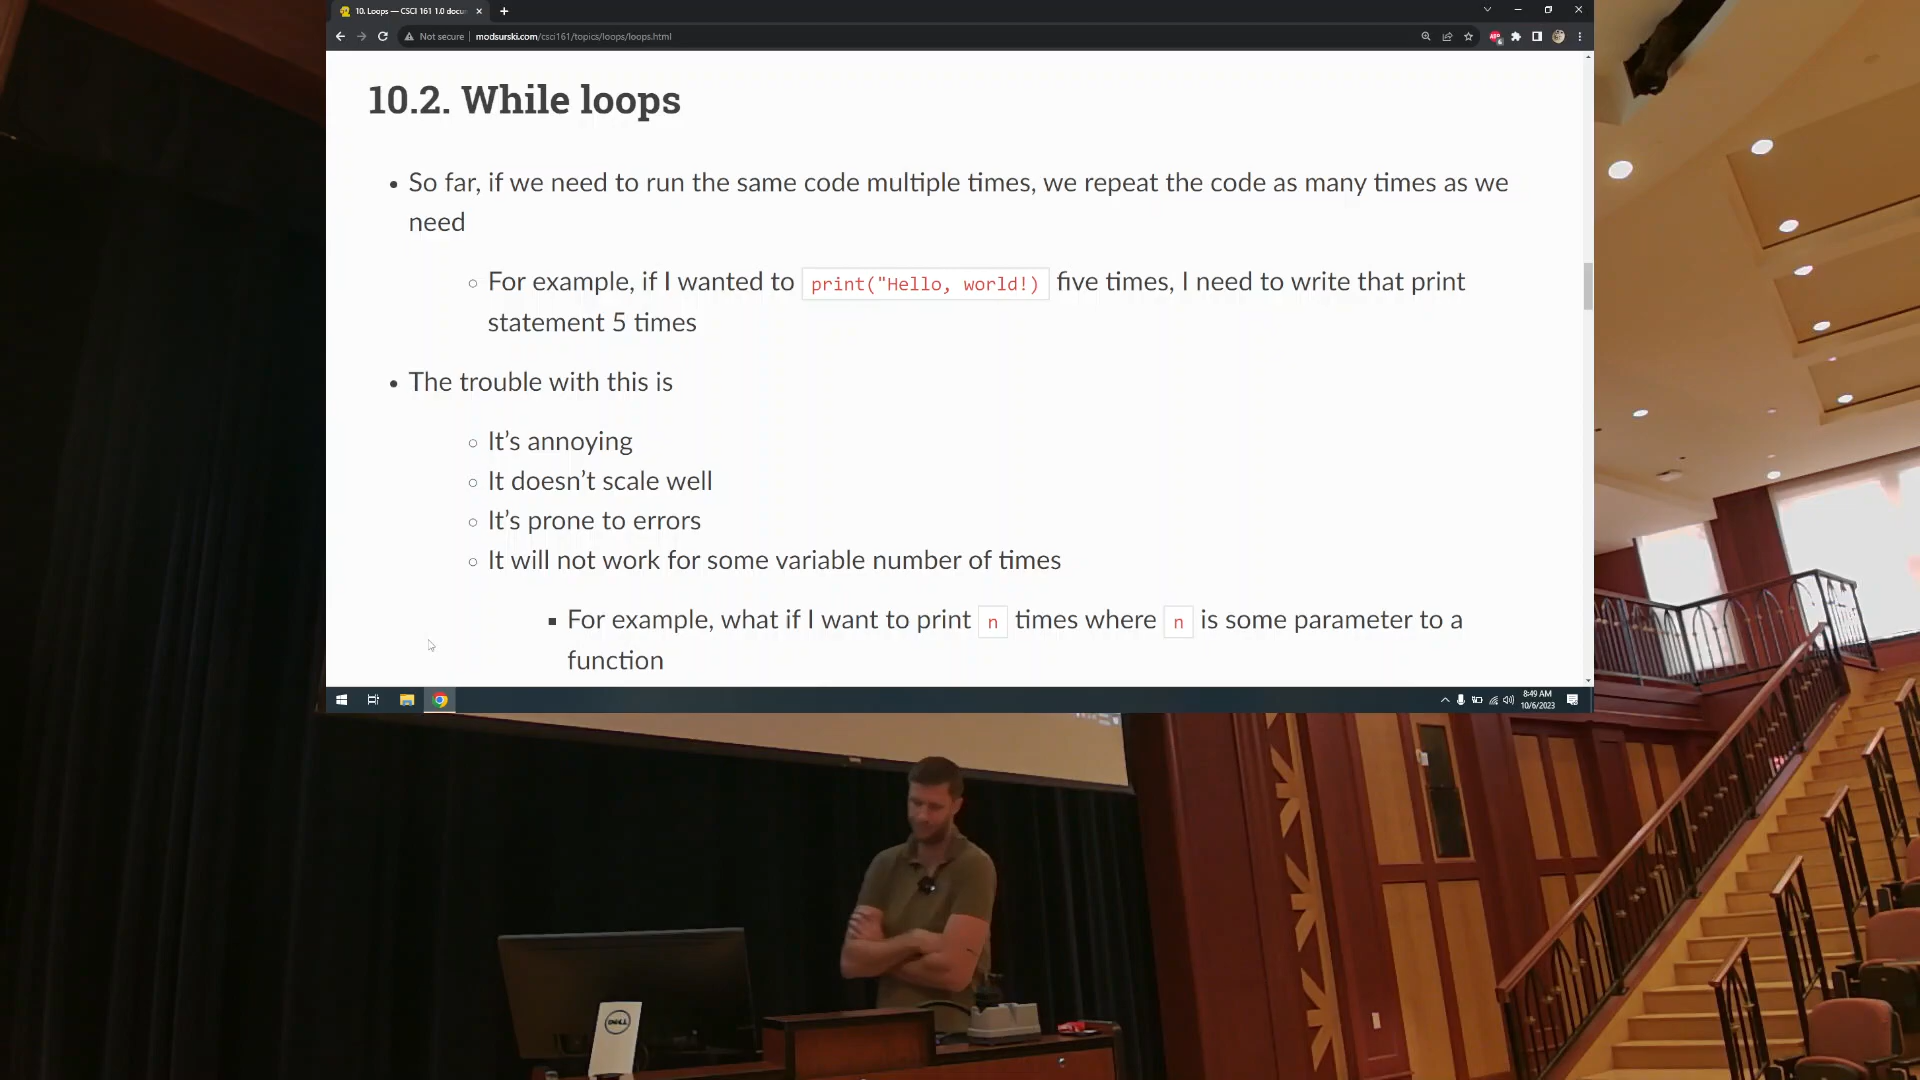 10. Loops — CSCI 161 1.0 docu
Not secure | modsurski.com/csci161/topics/loops/loops.html
10.2. While loops
So far, if we need to run the same code multiple times, we repeat the code as many times as we
need
For example, if I wanted to print("Hello, world!) five times, I need to write that print
statement 5 times
The trouble with this is
It’s annoying
It doesn’t scale well
It’s prone to errors
It will not work for some variable number of times
For example, what if I want to print n times where n is some parameter to a
function
8:49 AM
10/6/2023
DELL